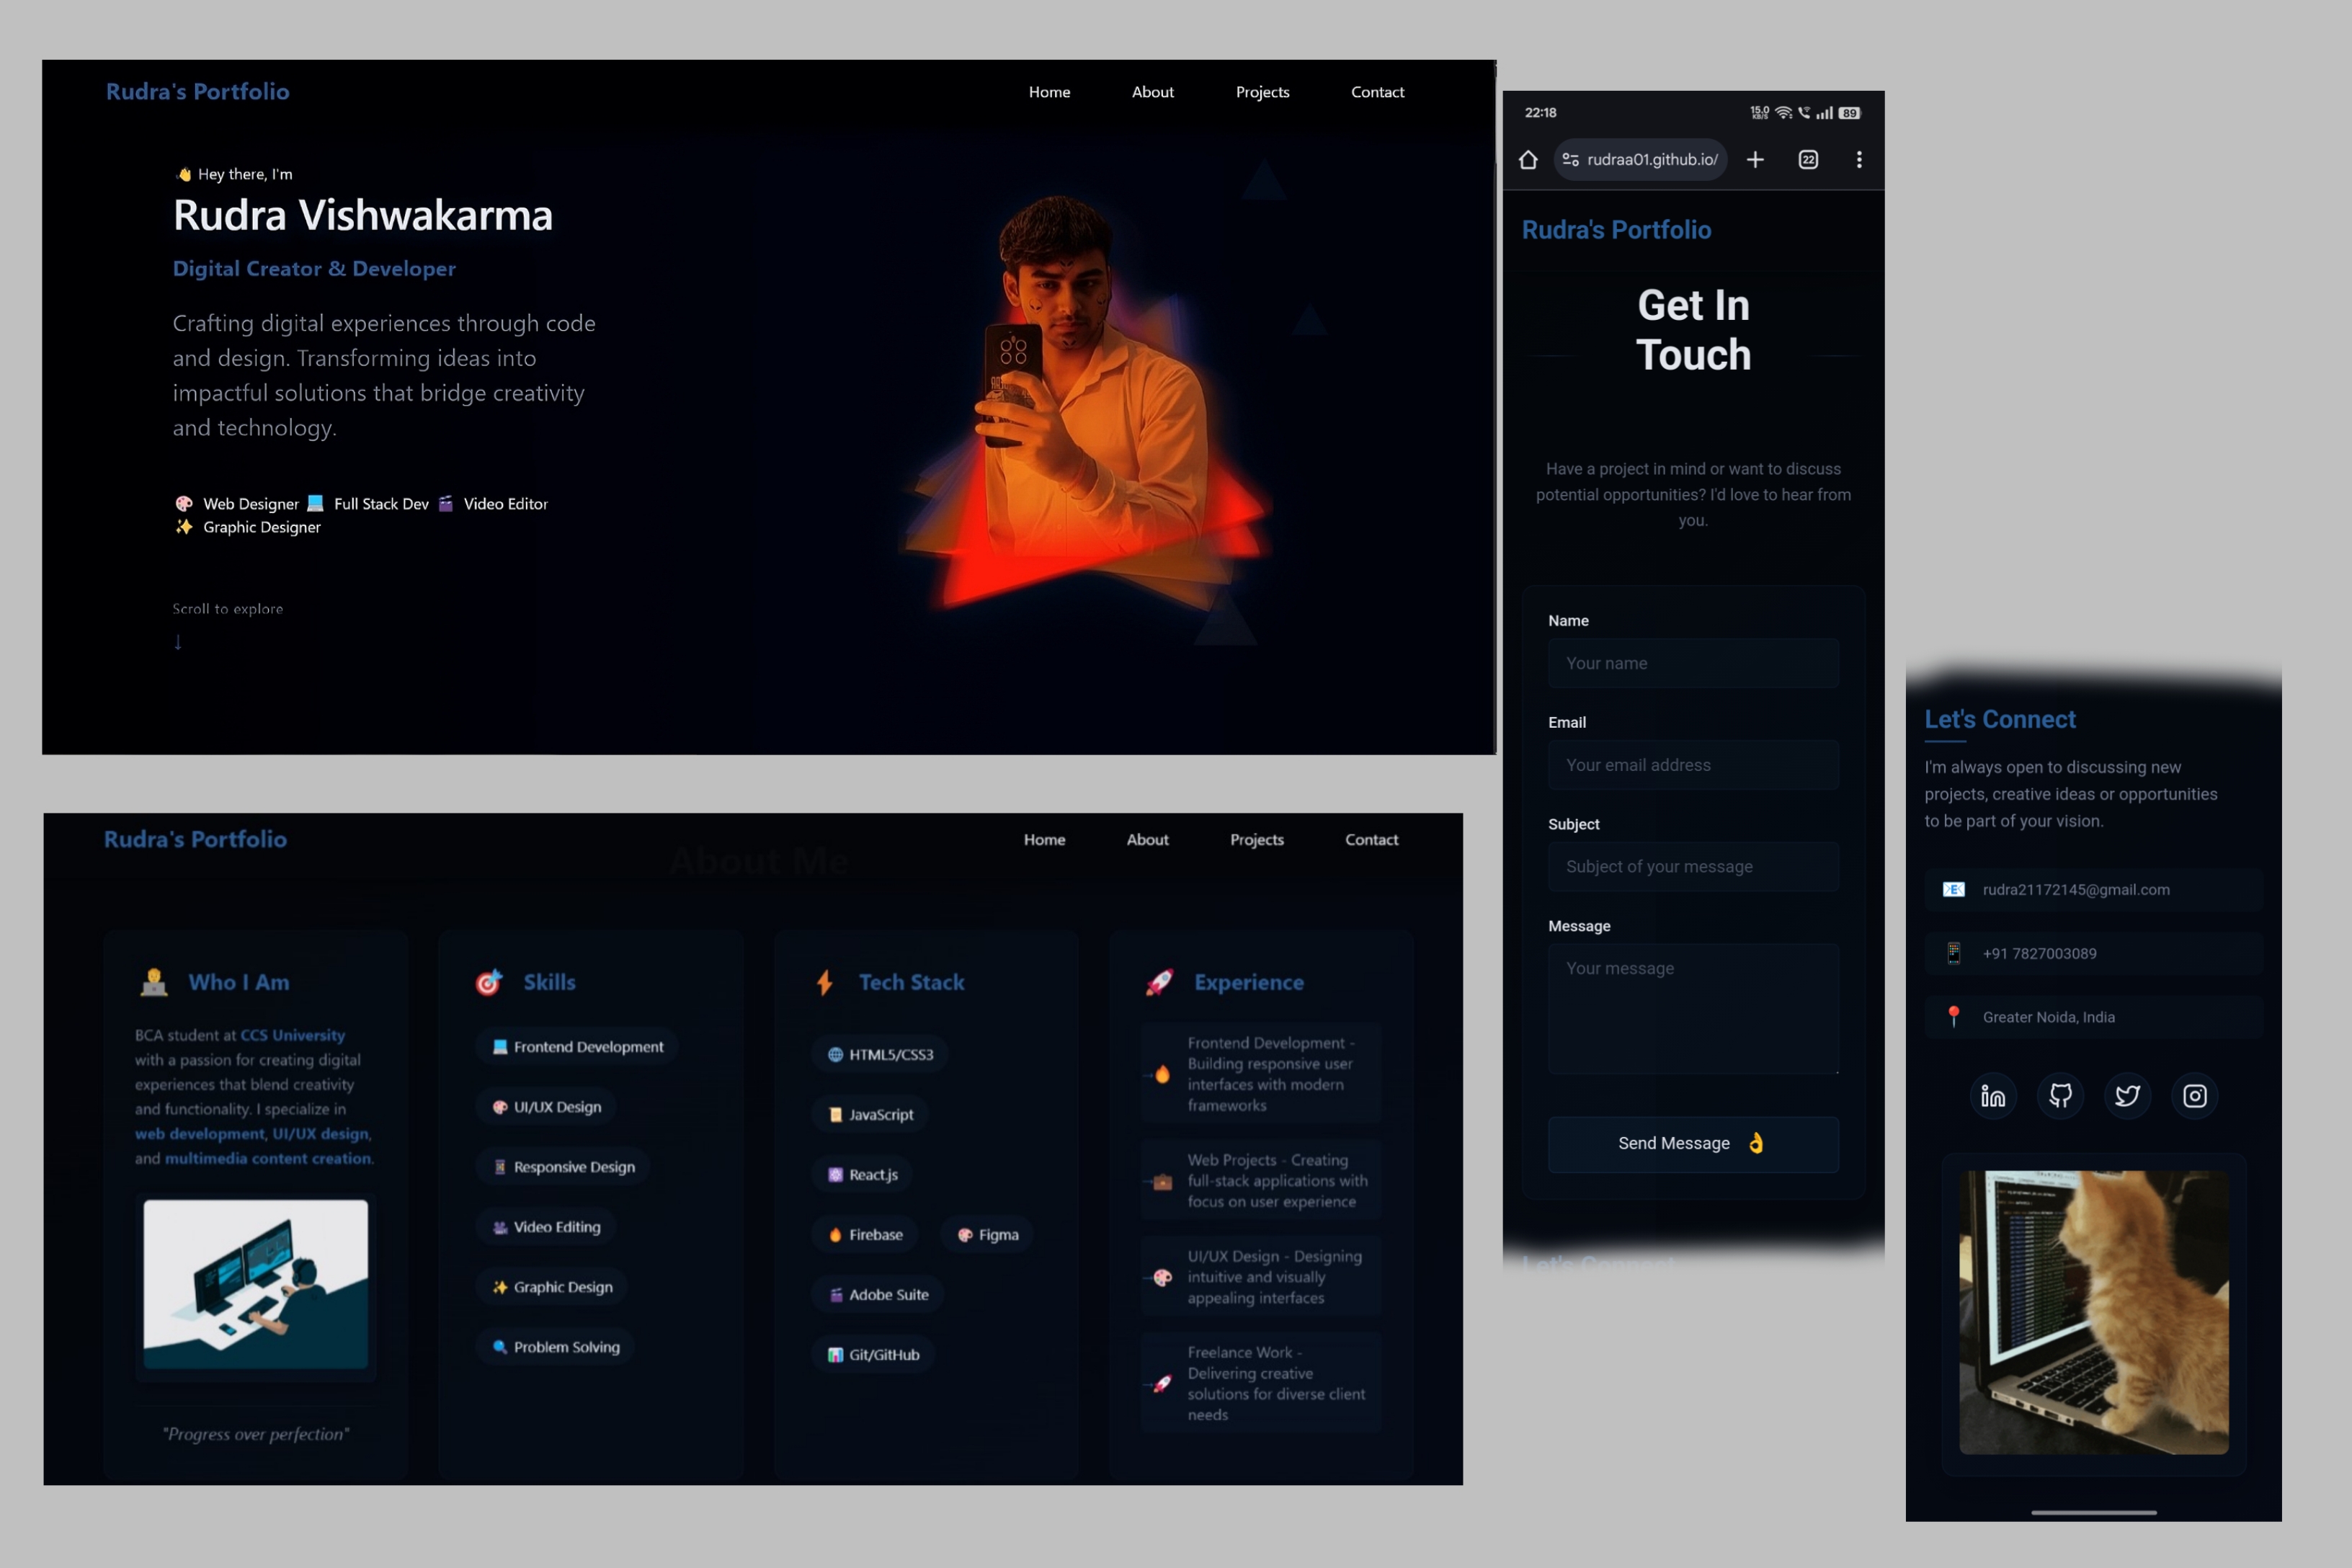 Rudra's Portfolio
Home
About
Projects
Contact
👋 Hey there, I'm
Rudra Vishwakarma
Digital Creator & Developer
Crafting digital experiences through code
and design. Transforming ideas into
impactful solutions that bridge creativity
and technology.
🎨 Web Designer 💻 Full Stack Dev 🎬 Video Editor
✨ Graphic Designer
Scroll to explore
↓
Rudra's Portfolio
Home
About
Projects
Contact
About Me
Who I Am
BCA student at CCS University
with a passion for creating digital
experiences that blend creativity
and functionality. I specialize in
web development, UI/UX design,
and multimedia content creation.
"Progress over perfection"
🎯 Skills
💻 Frontend Development
🎨 UI/UX Design
Responsive Design
Video Editing
✨ Graphic Design
🔍 Problem Solving
⚡ Tech Stack
🌐 HTML5/CSS3
📜 JavaScript
⚛️ React.js
🔥 Firebase
🎨 Figma
🎬 Adobe Suite
📊 Git/GitHub
🚀 Experience
Frontend Development -
Building responsive user
interfaces with modern
frameworks
Web Projects - Creating
full-stack applications with
focus on user experience
UI/UX Design - Designing
intuitive and visually
appealing interfaces
Freelance Work -
Delivering creative
solutions for diverse client
needs
22:18
15.0 KB/S
89
rudraa01.github.io/
22
Rudra's Portfolio
Get In
Touch
Have a project in mind or want to discuss
potential opportunities? I'd love to hear from
you.
Name
Your name
Email
Your email address
Subject
Subject of your message
Message
Your message
Send Message 👌
Let's Connect
Let's Connect
I'm always open to discussing new
projects, creative ideas or opportunities
to be part of your vision.
📧 rudra21172145@gmail.com
📱 +91 7827003089
📍 Greater Noida, India
in